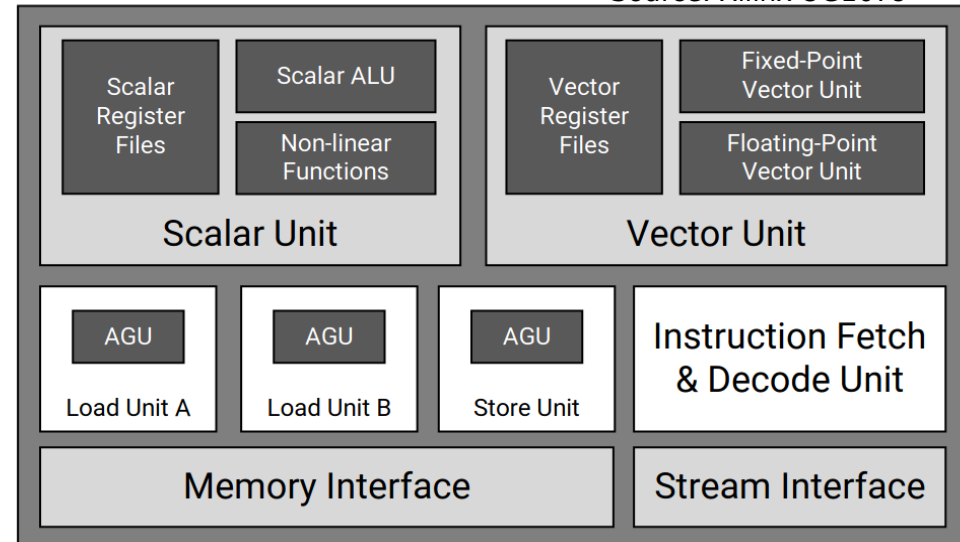 Scalar
Register
Files
Scalar ALU
Non-linear
Functions
Scalar Unit
Vector
Register
Files
Fixed-Point
Vector Unit
Floating-Point
Vector Unit
Vector Unit
AGU
Load Unit A
AGU
Load Unit B
AGU
Store Unit
Instruction Fetch
& Decode Unit
Memory Interface
Stream Interface